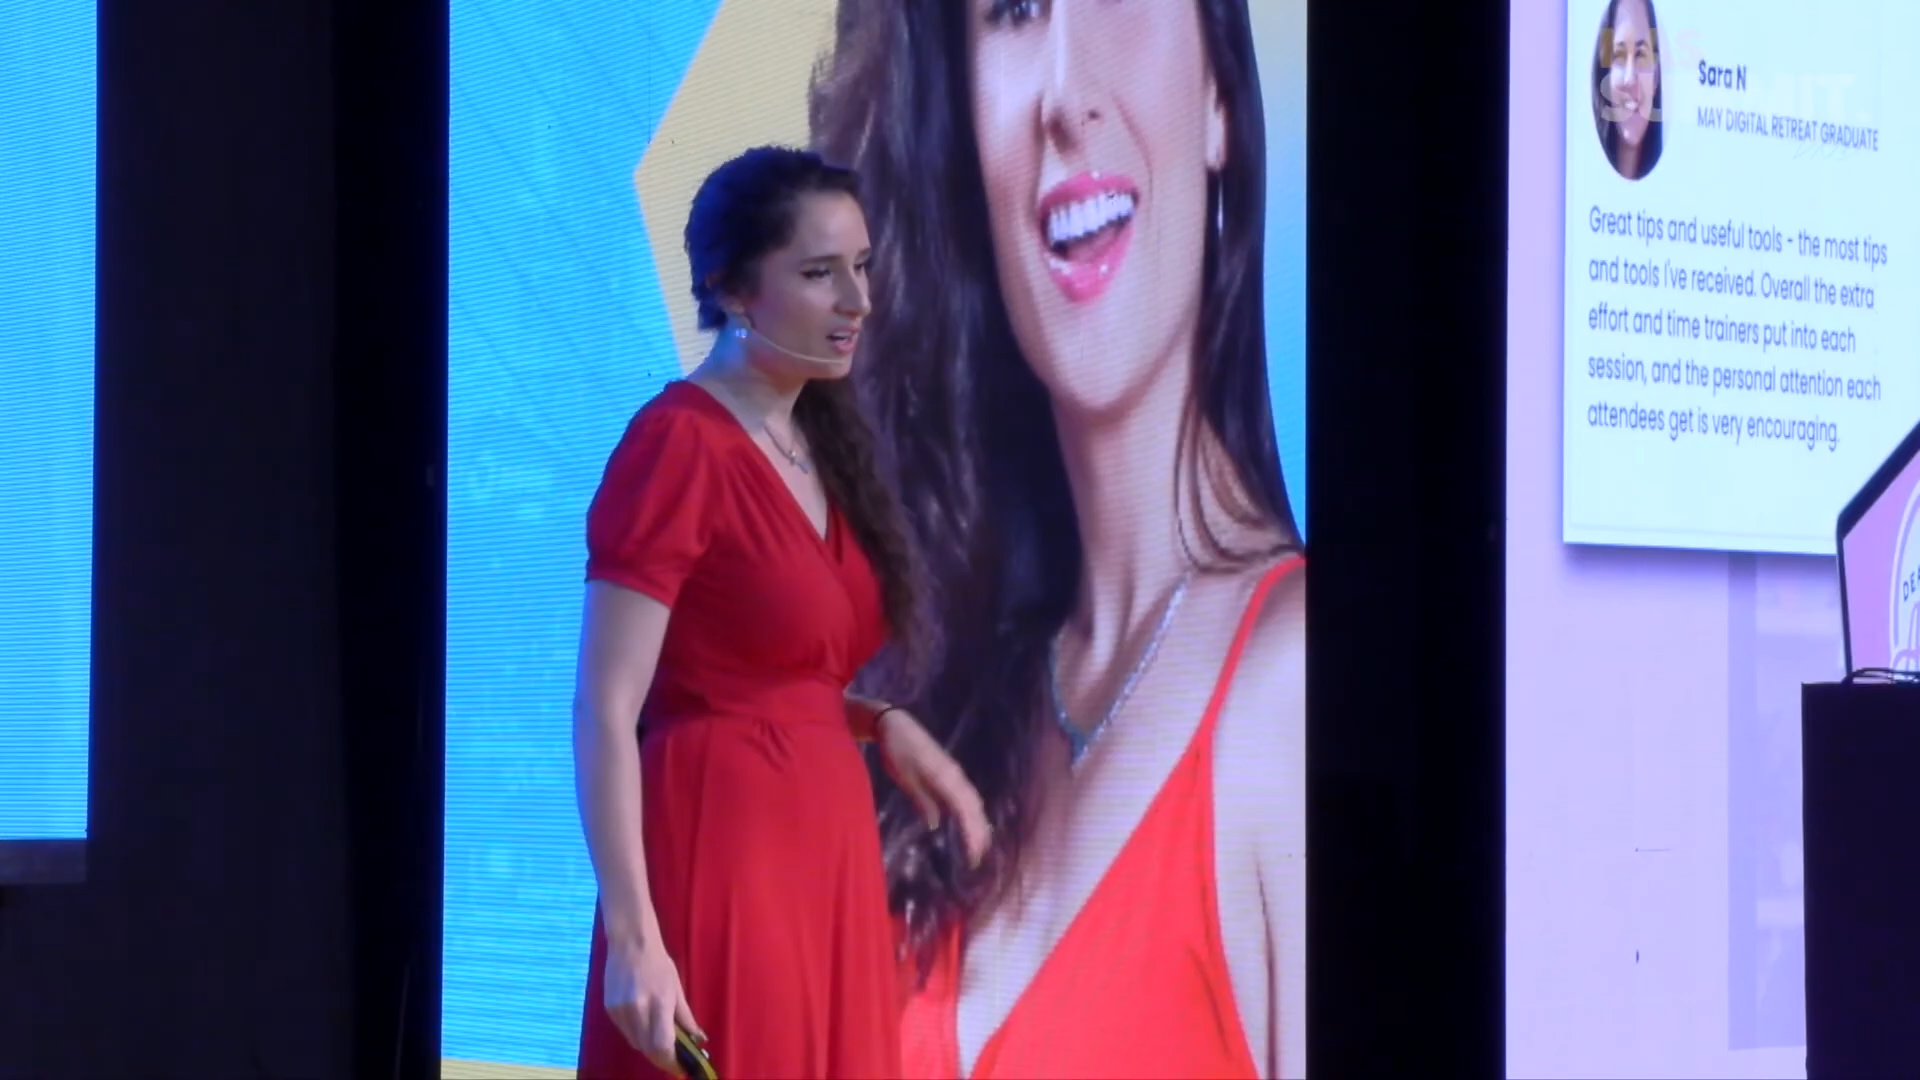 Sara N
MAY DIGITAL RETREAT GRADUATE
Great tips and useful tools - the most tips
and tools I've received. Overall the extra
effort and time trainers put into each
session, and the personal attention each
attendees get is very encouraging.
SUMMIT